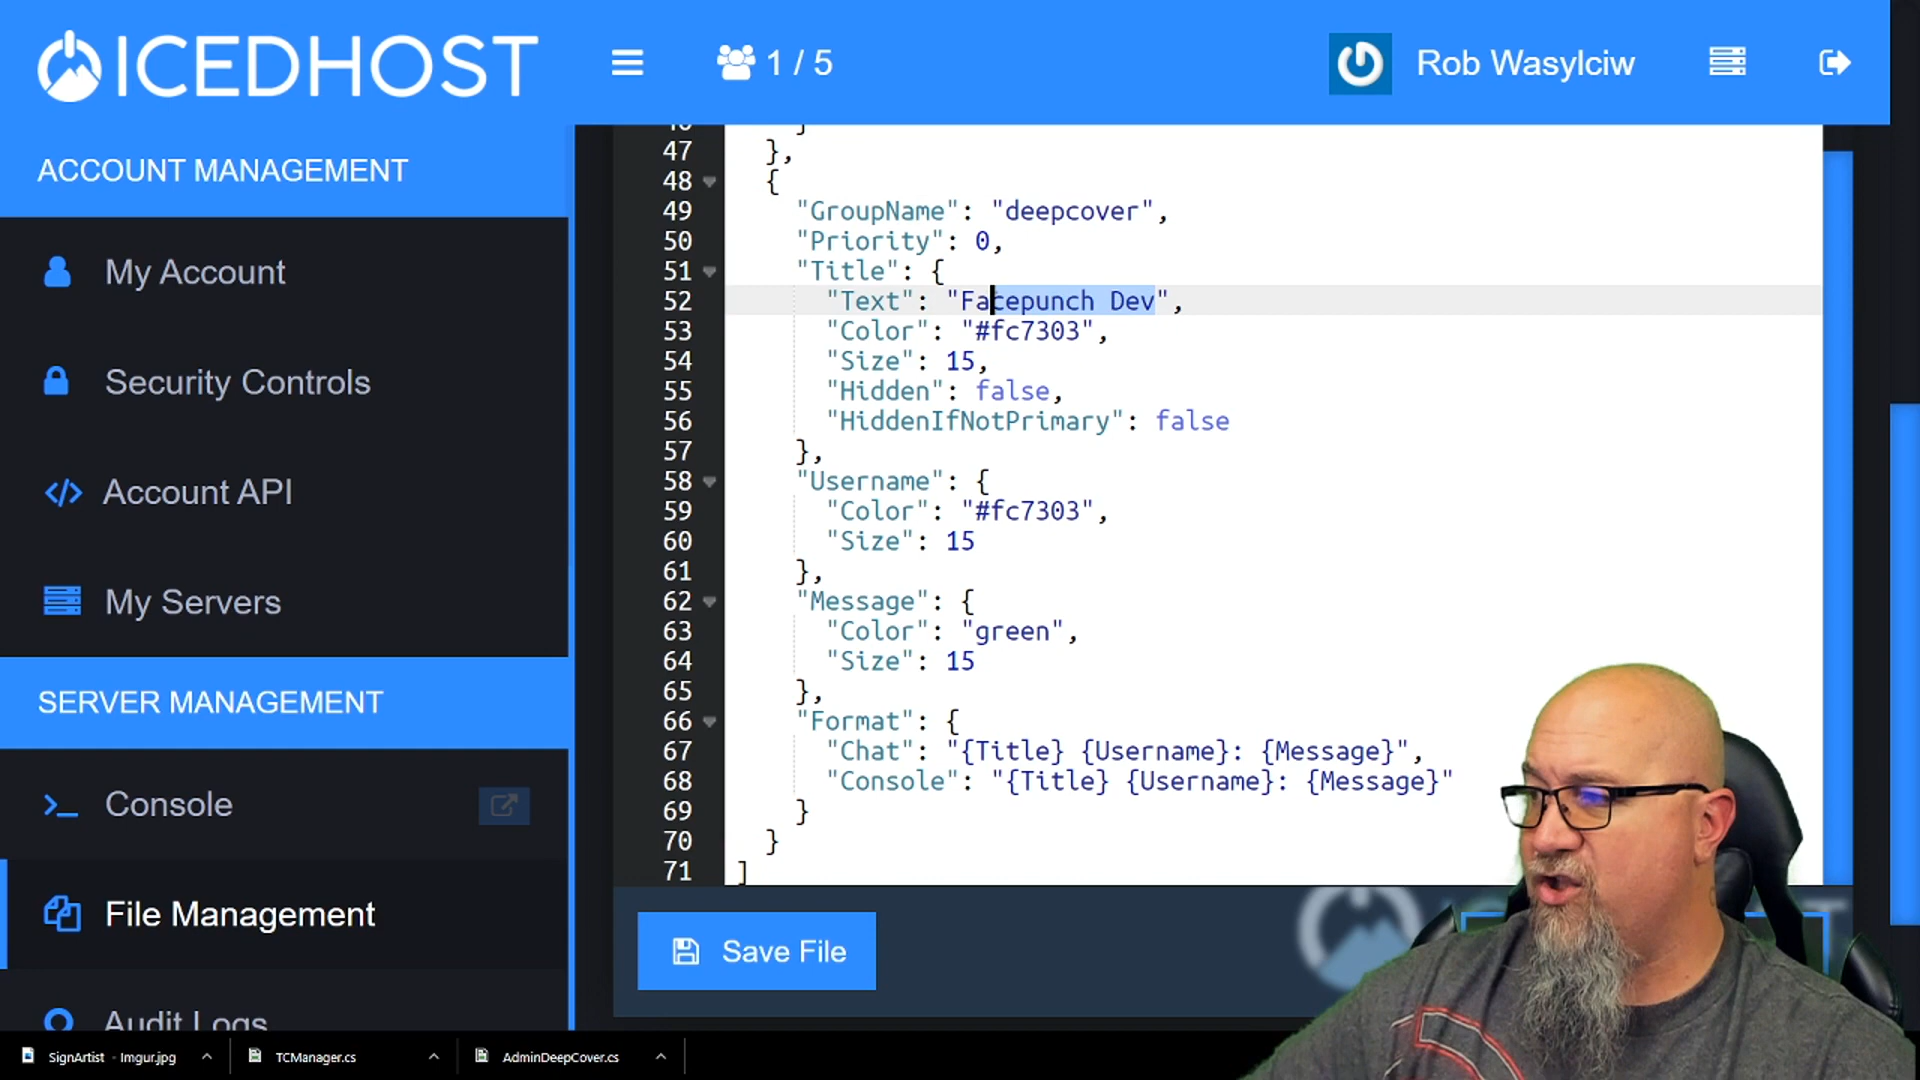 ICEDHOST
1 / 5
Rob Wasylciw
ACCOUNT MANAGEMENT
My Account
Security Controls
Account API
My Servers
SERVER MANAGEMENT
Console
File Management
Audit Logs
47 },
48 {
49 "GroupName": "deepcover",
50 "Priority": 0,
51 "Title": {
52 "Text": "Facepunch Dev",
53 "Color": "#fc7303",
54 "Size": 15,
55 "Hidden": false,
56 "HiddenIfNotPrimary": false
57 },
58 "Username": {
59 "Color": "#fc7303",
60 "Size": 15
61 },
62 "Message": {
63 "Color": "green",
64 "Size": 15
65 },
66 "Format": {
67 "Chat": "{Title} {Username}: {Message}",
68 "Console": "{Title} {Username}: {Message}"
69 }
70 }
71 ]
Save File
SignArtist - Imgur.jpg
TCManager.cs
AdminDeepCover.cs